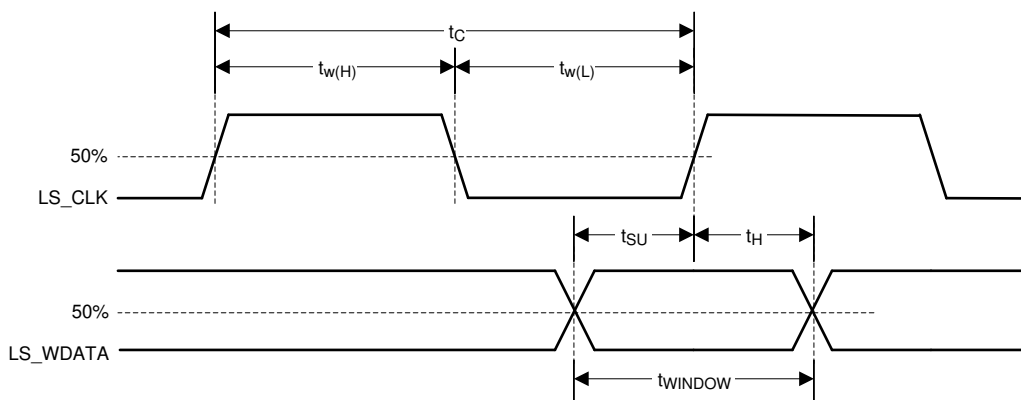 tC
tw(H)
tw(L)
50%
LS_CLK
tSU
tH
50%
LS_WDATA
tWINDOW